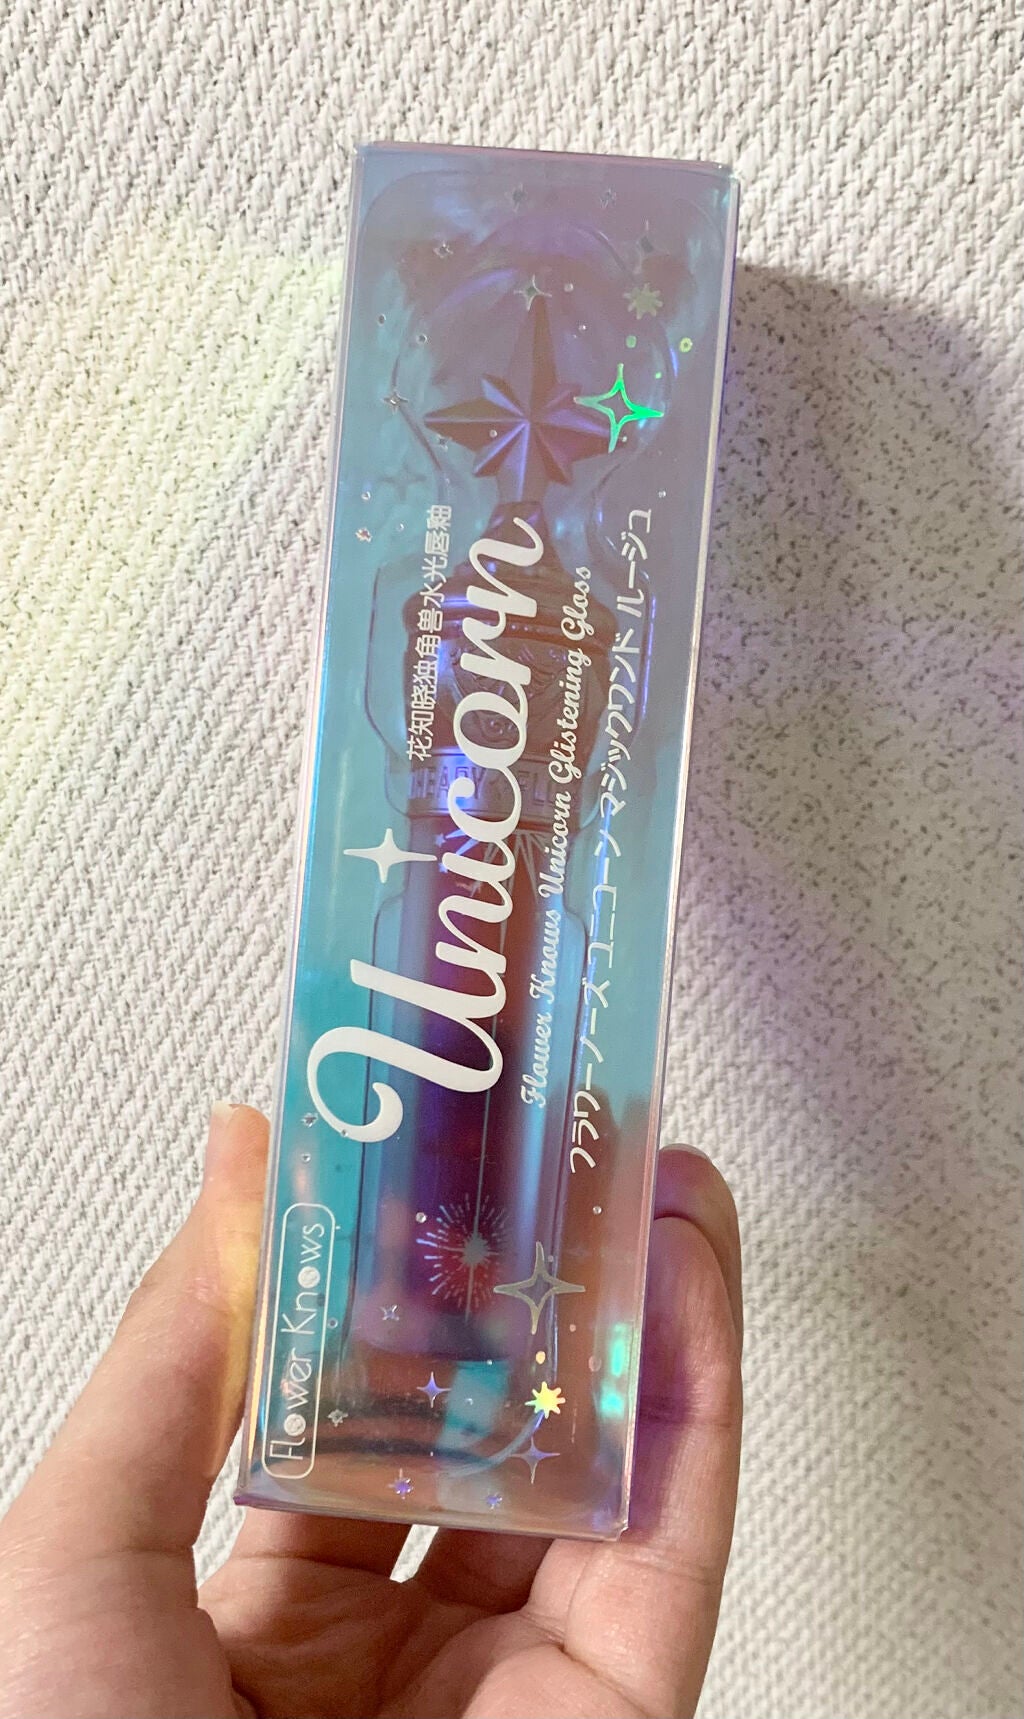 花知晓独角兽水光唇釉
Unicorn
Flower Knows Unicorn Glistening Gloss
フラワーノーズ ユニコーン マジックワンド ルージュ
Flower Knows